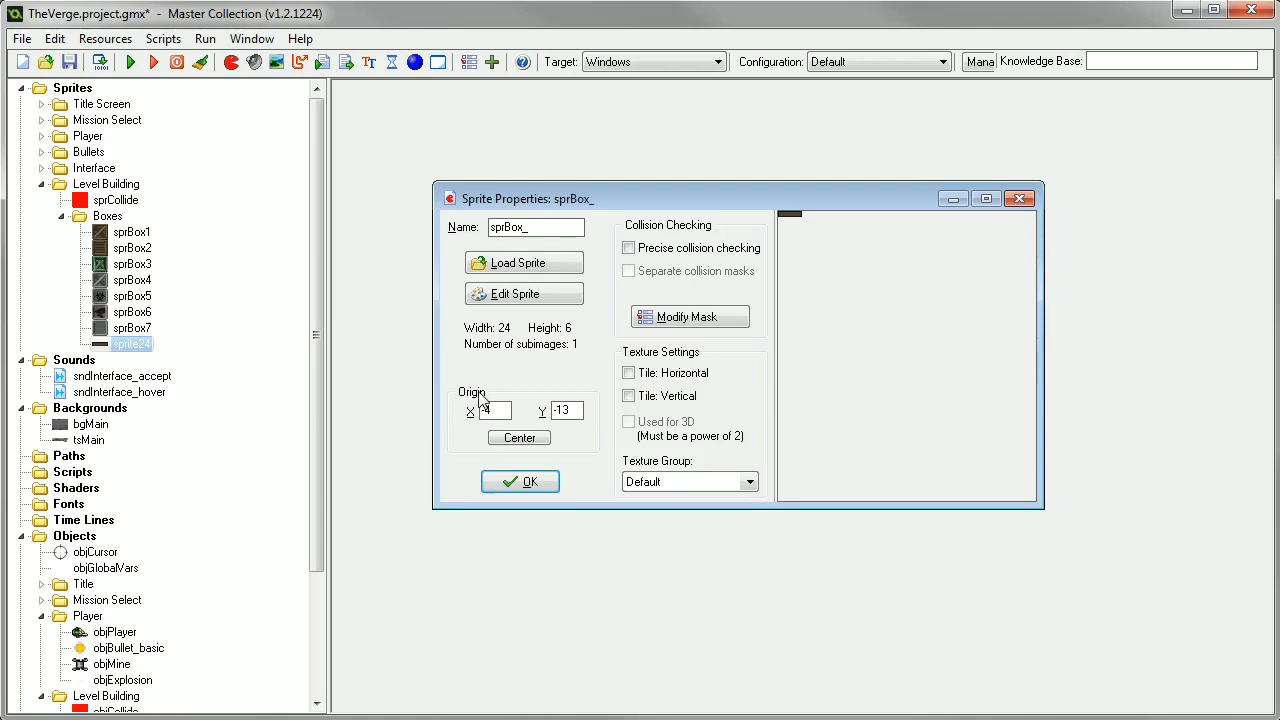 TheVerge.project.gmx* - Master Collection (v1.2.1224)
File Edit Resources Scripts Run Window Help
Target: Windows Configuration: Default Mana Knowledge Base:
Sprites
Title Screen
Mission Select
Player
Bullets
Interface
Level Building
sprCollide
Boxes
sprBox1
sprBox2
sprBox3
sprBox4
sprBox5
sprBox6
sprBox7
sprite24
Sounds
sndInterface_accept
sndInterface_hover
Backgrounds
bgMain
tsMain
Paths
Scripts
Shaders
Fonts
Time Lines
Objects
objCursor
objGlobalVars
Title
Mission Select
Player
objPlayer
objBullet_basic
objMine
objExplosion
Level Building
objCollide
Sprite Properties: sprBox_
Name: sprBox_
Load Sprite
Edit Sprite
Width: 24 Height: 6
Number of subimages: 1
Origin
X -4 Y -13
Center
OK
Collision Checking
Precise collision checking
Separate collision masks
Modify Mask
Texture Settings
Tile: Horizontal
Tile: Vertical
Used for 3D
(Must be a power of 2)
Texture Group:
Default